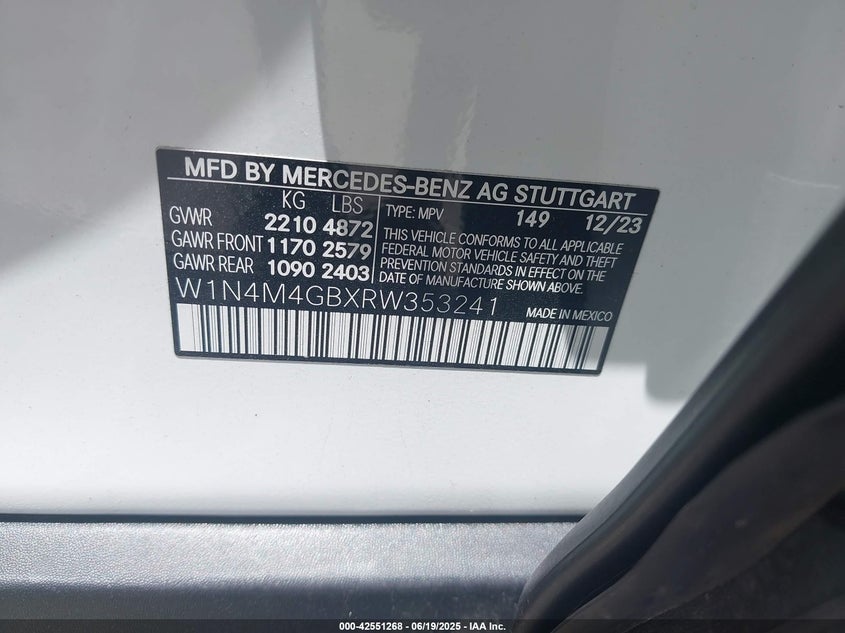 MFD BY MERCEDES-BENZ AG STUTTGART
KG LBS
GVWR 2210 4872
GAWR FRONT 1170 2579
GAWR REAR 1090 2403
TYPE: MPV 149 12/23
THIS VEHICLE CONFORMS TO ALL APPLICABLE
FEDERAL MOTOR VEHICLE SAFETY AND THEFT
PREVENTION STANDARDS IN EFFECT ON THE
DATE OF MANUFACTURE SHOWN ABOVE
W1N4M4GBXRW353241
MADE IN MEXICO
000-42551268 - 06/19/2025 - IAA Inc.